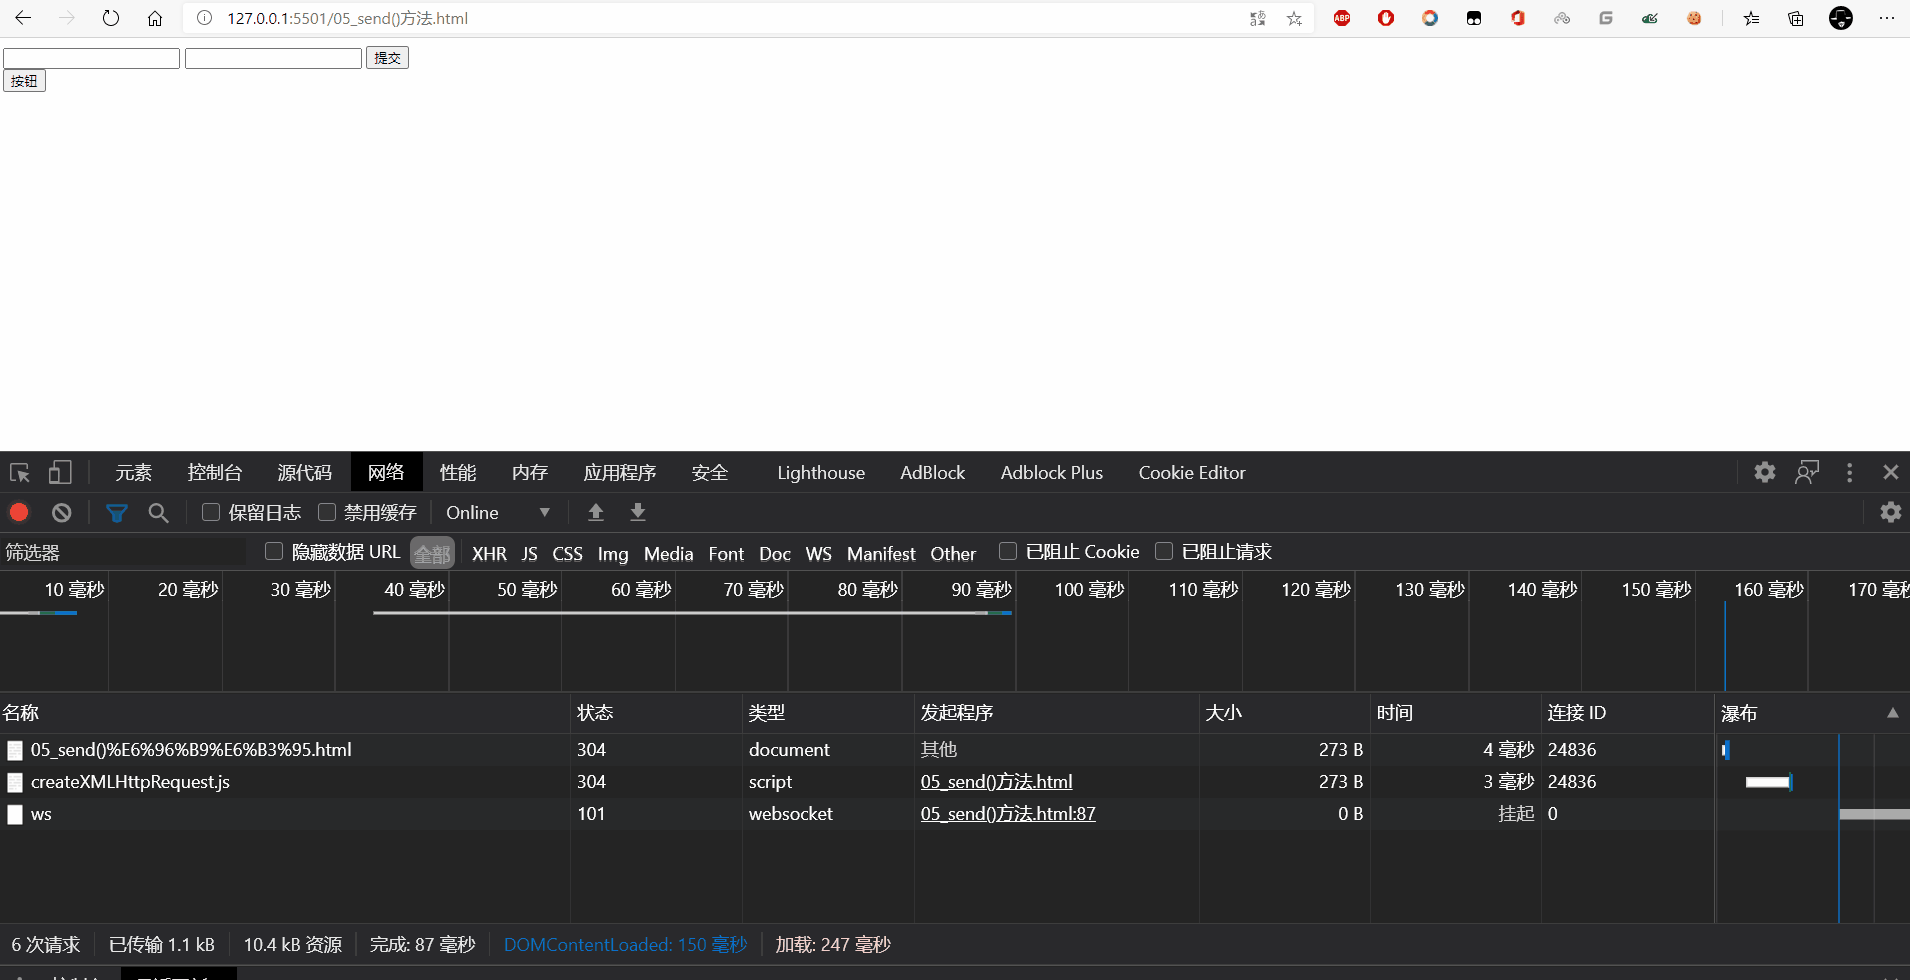 127.0.0.1:5501/05_send()方法.html
提交
按钮
元素 控制台 源代码 网络 性能 内存 应用程序 安全 Lighthouse AdBlock Adblock Plus Cookie Editor
保留日志 禁用缓存 Online
筛选器 隐藏数据 URL 全部 XHR JS CSS Img Media Font Doc WS Manifest Other 已阻止 Cookie 已阻止请求
10 毫秒 20 毫秒 30 毫秒 40 毫秒 50 毫秒 60 毫秒 70 毫秒 80 毫秒 90 毫秒 100 毫秒 110 毫秒 120 毫秒 130 毫秒 140 毫秒 150 毫秒 160 毫秒 170 毫秒
名称 状态 类型 发起程序 大小 时间 连接 ID 瀑布
05_send()%E6%96%B9%E6%B3%95.html 304 document 其他 273 B 4 毫秒 24836
createXMLHttpRequest.js 304 script 05_send()方法.html 273 B 3 毫秒 24836
ws 101 websocket 05_send()方法.html:87 0 B 挂起 0
6 次请求 已传输 1.1 kB 10.4 kB 资源 完成: 87 毫秒 DOMContentLoaded: 150 毫秒 加载: 247 毫秒